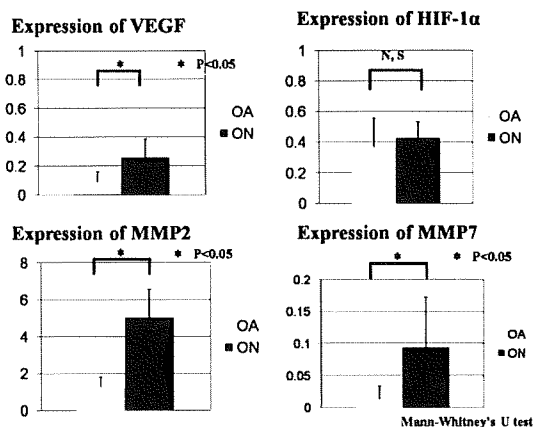 Expression of VEGF
1
0.8
0.6
0.4
0.2
0
*
* P<0.05
OA
ON
Expression of HIF-1α
1
0.8
0.6
0.4
0.2
0
N, S
OA
ON
Expression of MMP2
8
6
4
2
0
*
* P<0.05
OA
ON
Expression of MMP7
0.2
0.15
0.1
0.05
0
*
* P<0.05
OA
ON
Mann-Whitney's U test